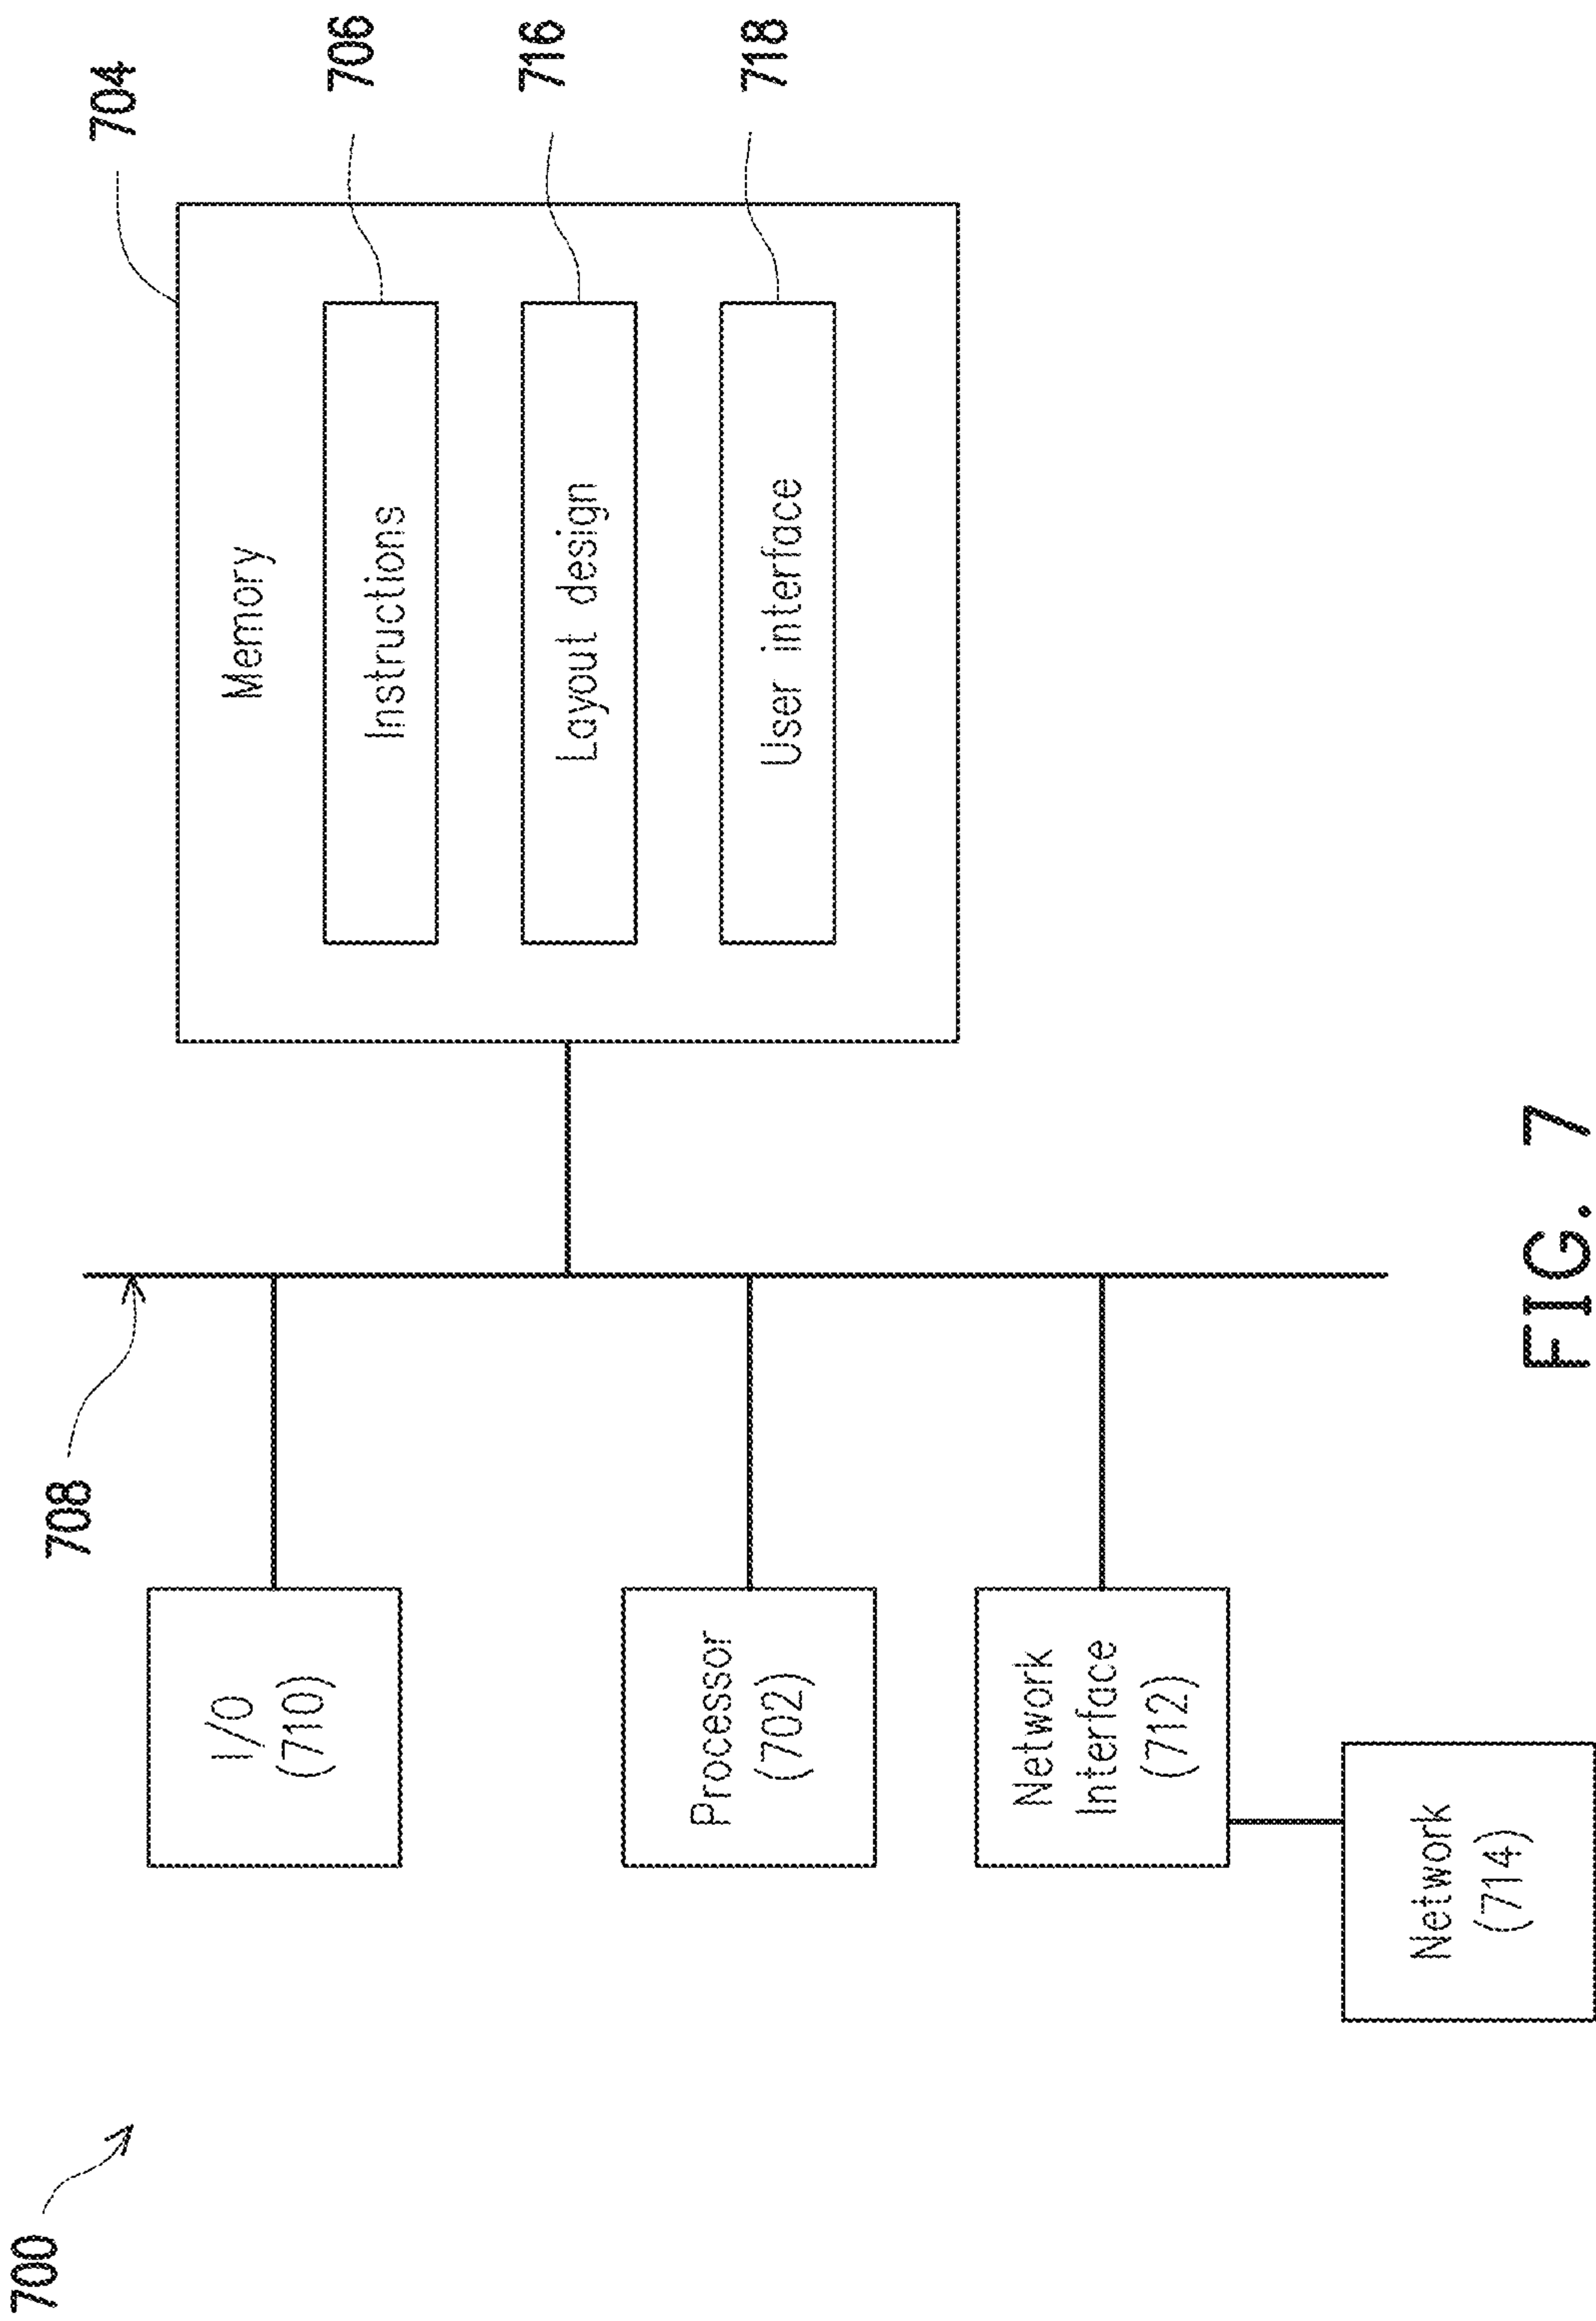 700
708
704
I/O
(710)
Processor
(702)
Network
Interface
(712)
Network
(714)
Memory
Instructions
706
Layout design
716
User interface
718
FIG. 7